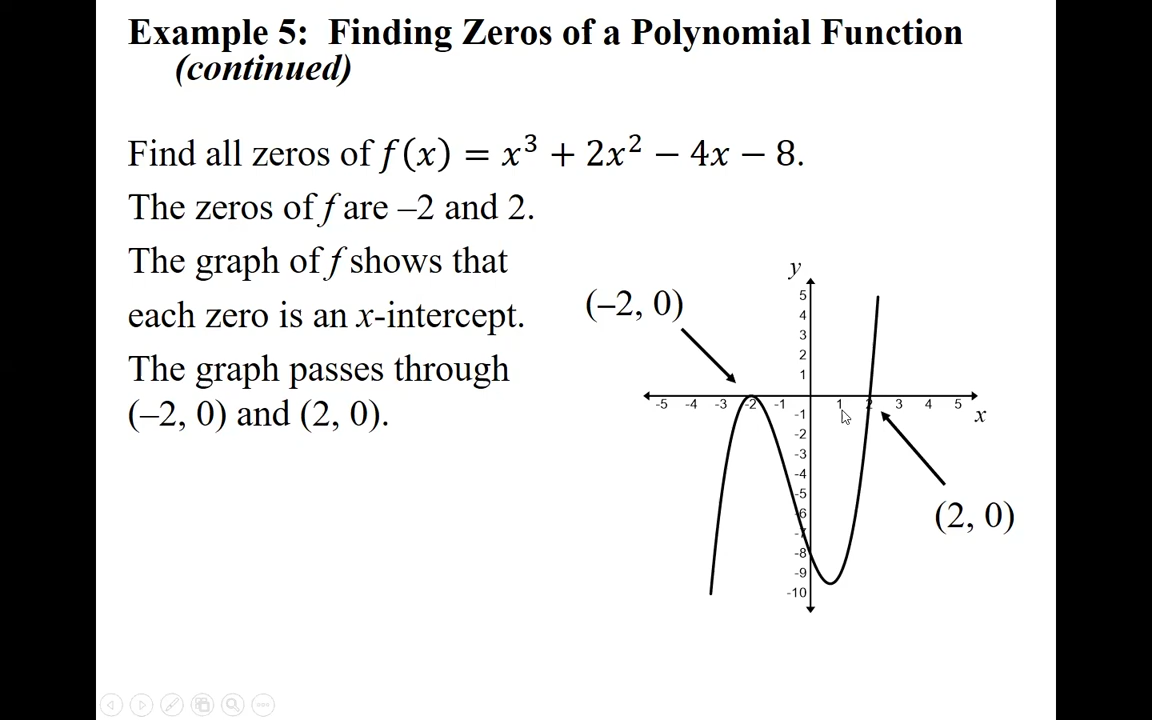 Example 5: Finding Zeros of a Polynomial Function
(continued)
Find all zeros of f(x) = x³ + 2x² − 4x − 8.
The zeros of f are –2 and 2.
The graph of f shows that
each zero is an x-intercept.
The graph passes through
(–2, 0) and (2, 0).
y
(–2, 0)
5
4
3
2
1
-5 -4 -3 -2 -1 1 2 3 4 5
x
-1
-2
-3
-4
-5
-6
-7
-8
-9
-10
(2, 0)